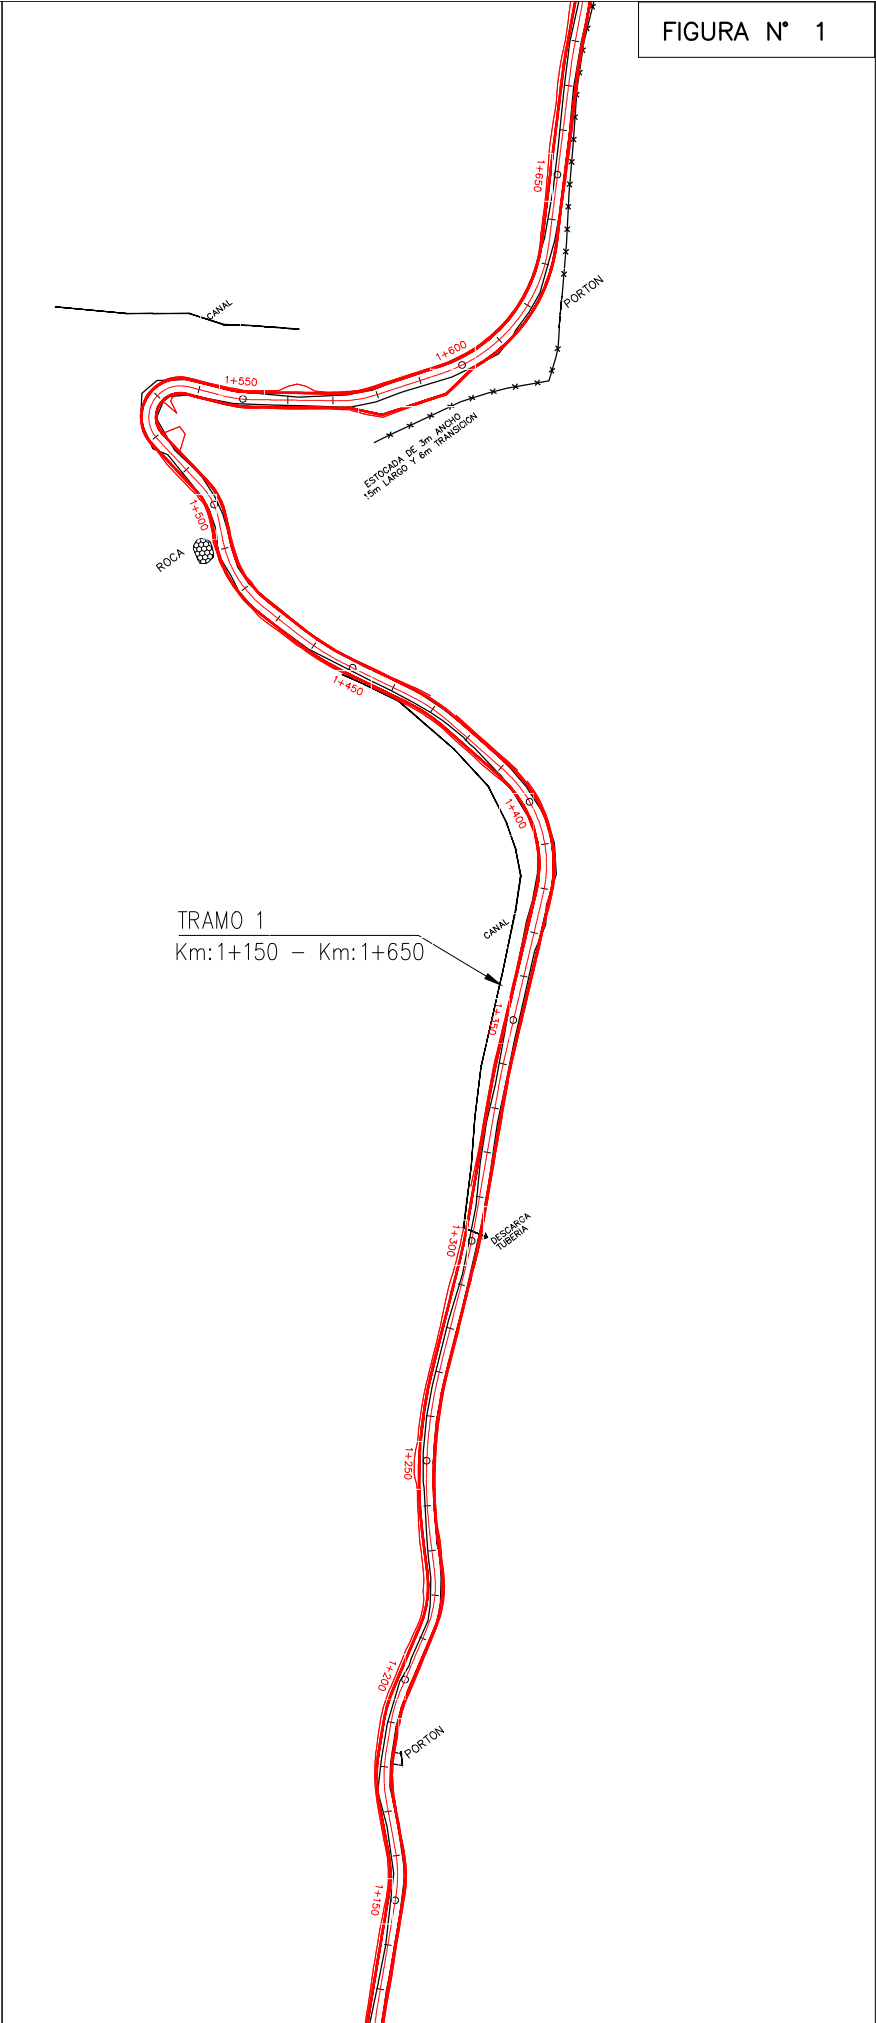 FIGURA N° 1
1+650
PORTON
CANAL
1+600
1+550
ESTOCADA DE 3m ANCHO
15m LARGO Y 6m TRANSICION
1+500
ROCA
1+450
1+400
TRAMO 1
Km:1+150 - Km:1+650
CANAL
1+350
DESCARGA
TUBERIA
1+300
1+250
1+200
PORTON
1+150